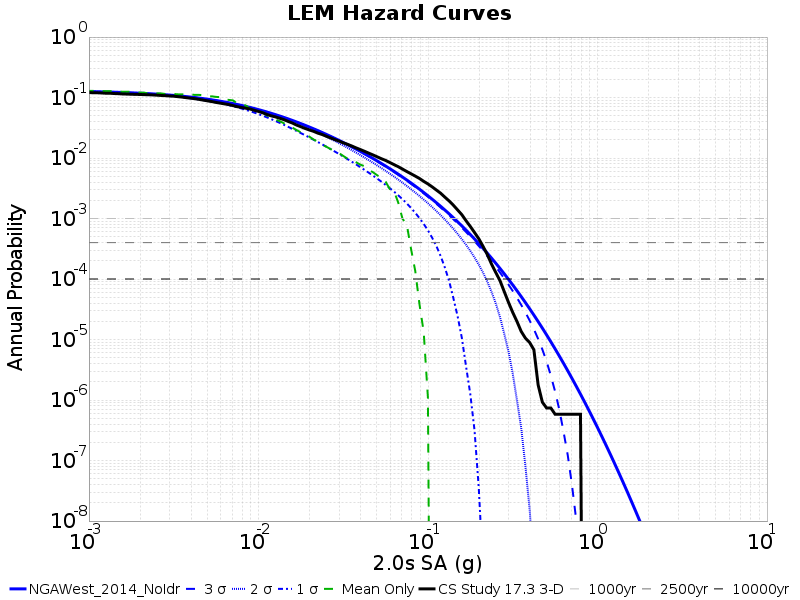 LEM Hazard Curves
10^0
10^-1
10^-2
10^-3
10^-4
10^-5
10^-6
10^-7
10^-8
Annual Probability
10^-3 10^-2 10^-1 10^0 10^1
2.0s SA (g)
NGAWest_2014_NoIdr 3 σ 2 σ 1 σ Mean Only CS Study 17.3 3-D 1000yr 2500yr 10000yr